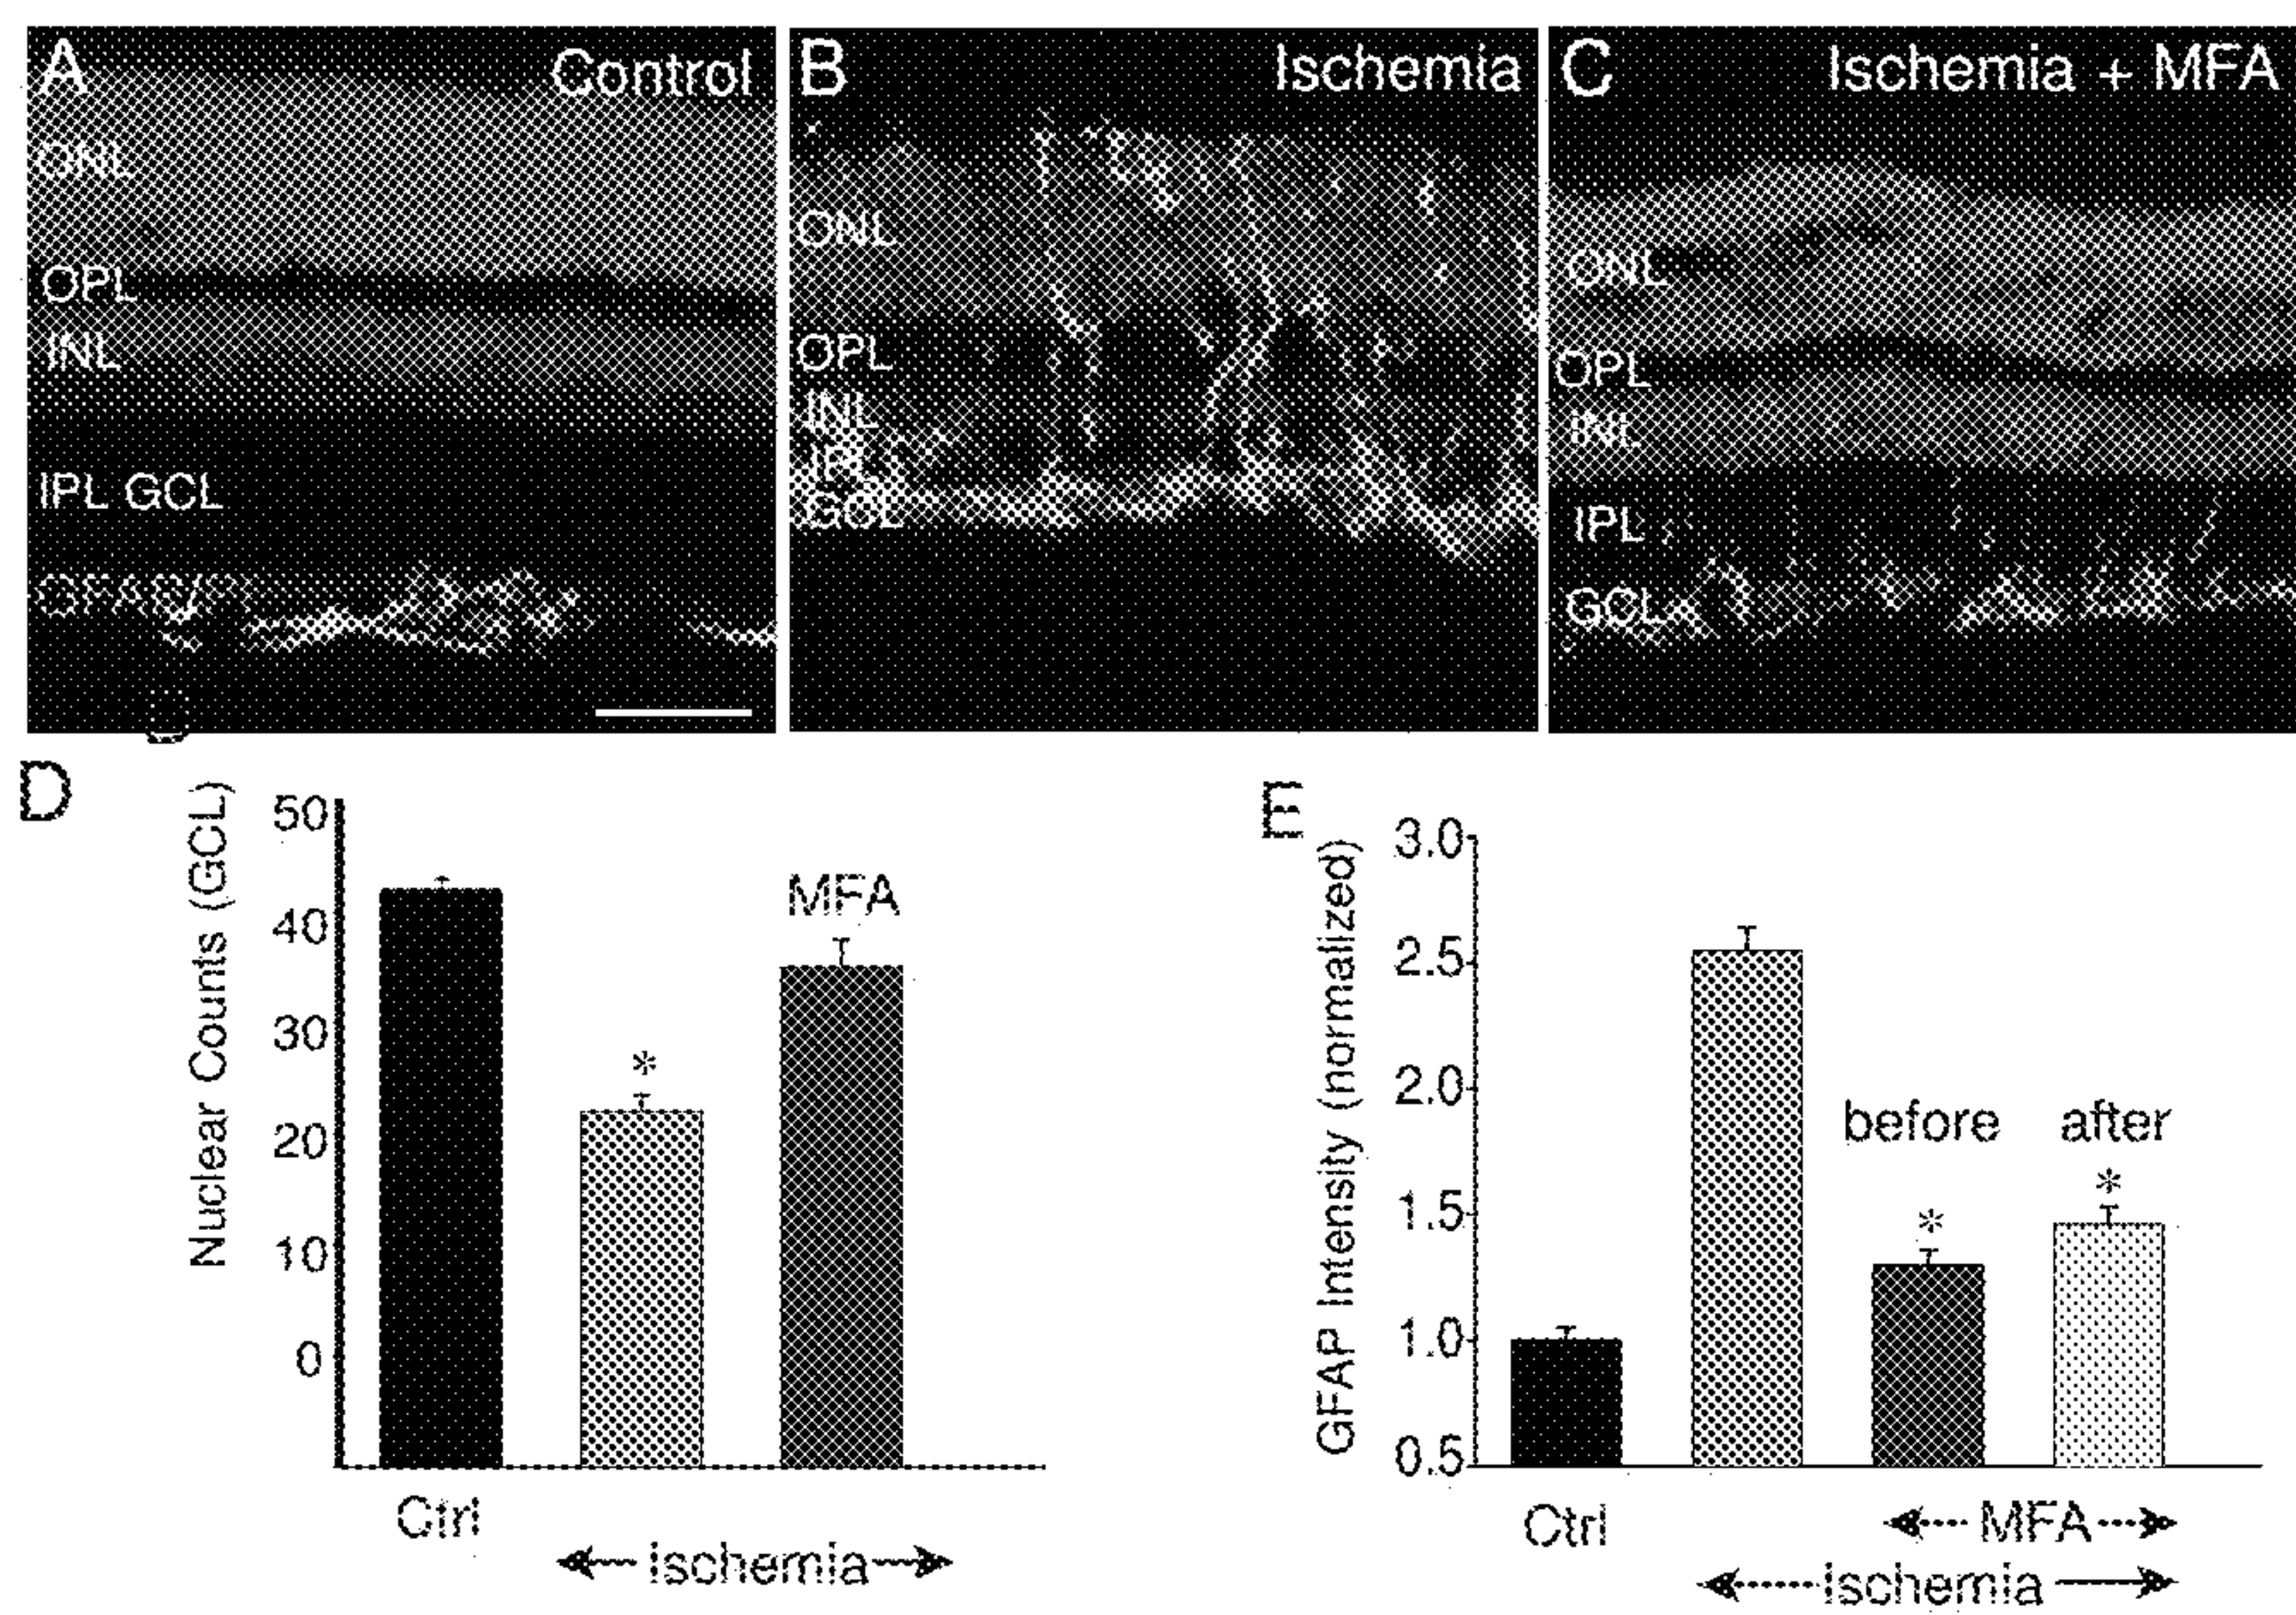 A Control
ONL
OPL
INL
IPL GCL
B Ischemia
ONL
OPL
INL
IPL
GCL
C Ischemia + MFA
ONL
OPL
INL
IPL
GCL
D
Nuclear Counts (GCL)
50
40
30
20
10
0
*
MFA
Ctrl
Ischemia
E
GFAP Intensity (normalized)
3.0
2.5
2.0
1.5
1.0
0.5
before after
* *
Ctrl
MFA
Ischemia